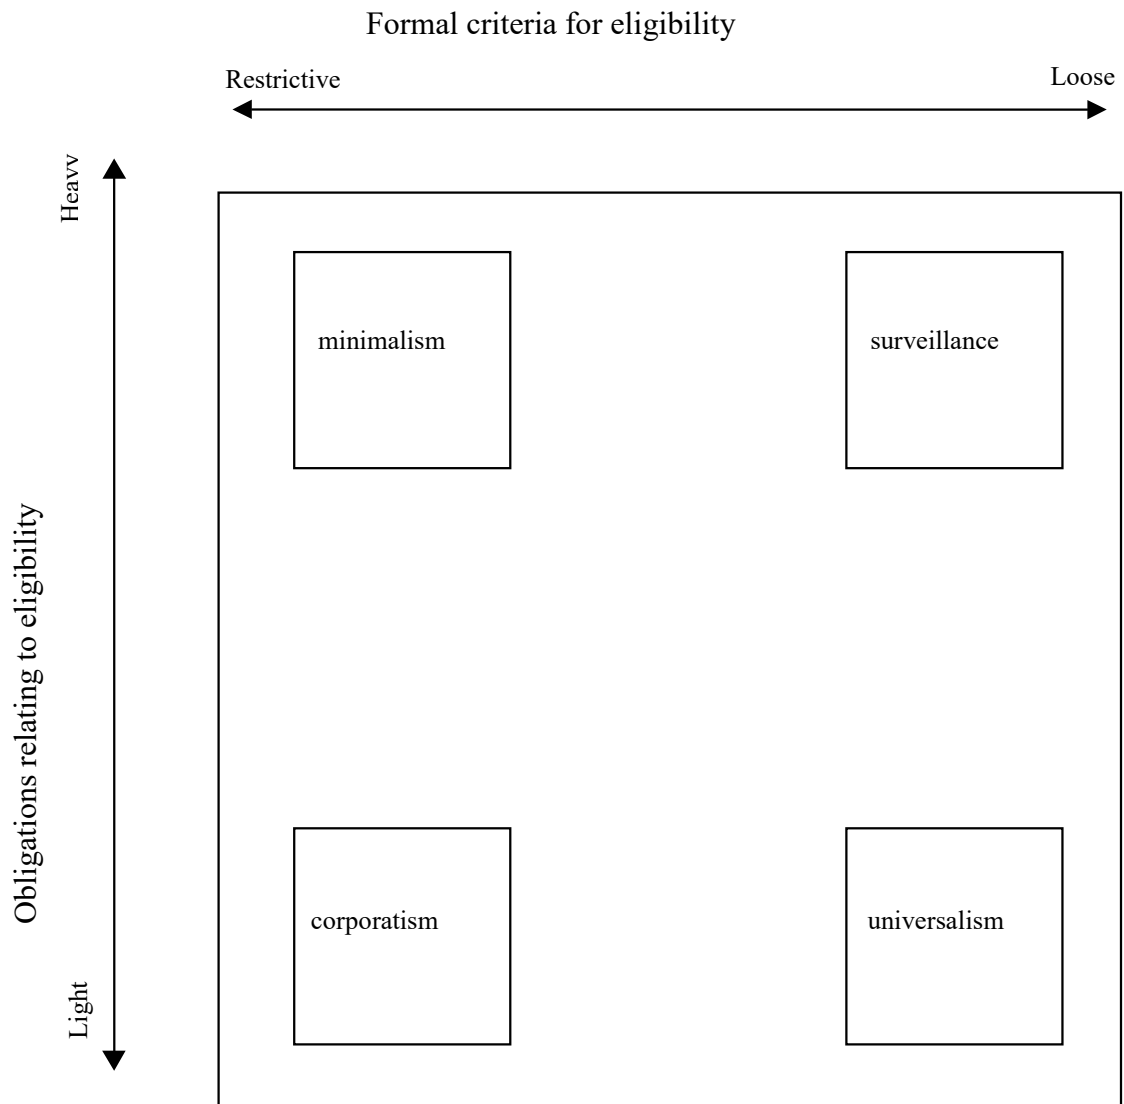 Formal criteria for eligibility
Restrictive
Loose
Heavv
minimalism
surveillance
Obligations relating to eligibility
corporatism
universalism
Light